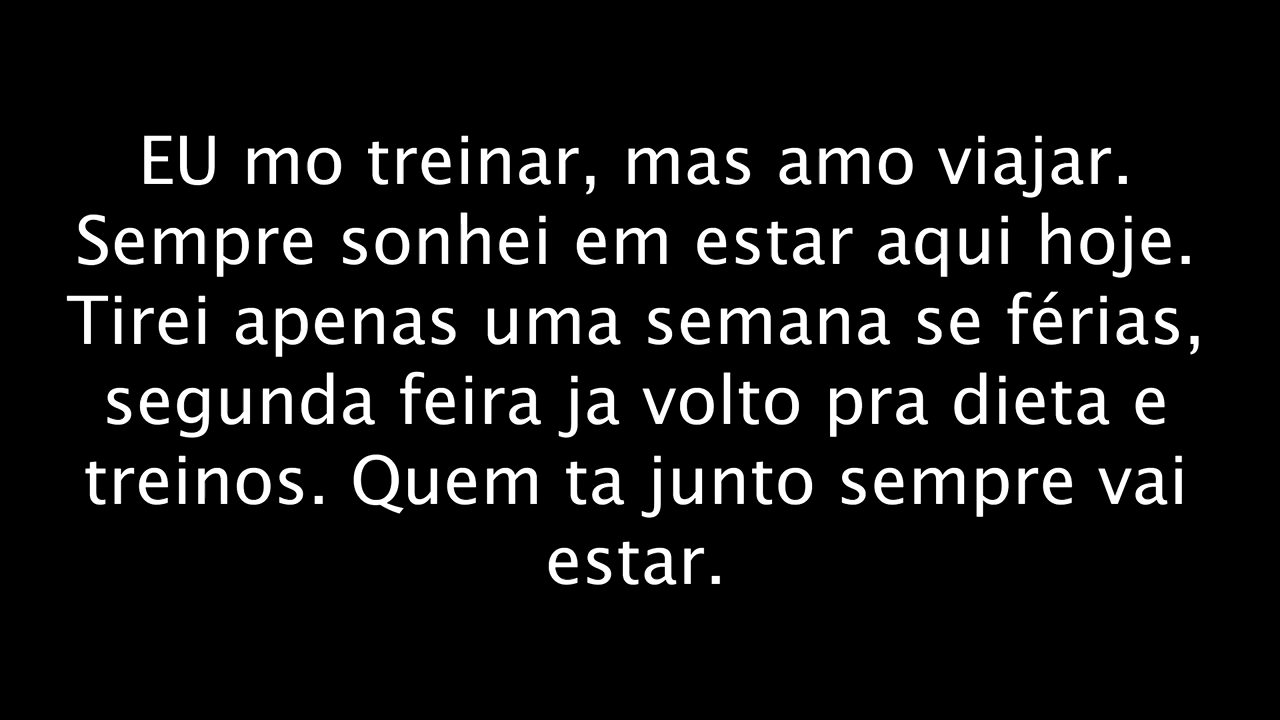 EU mo treinar, mas amo viajar.
Sempre sonhei em estar aqui hoje.
Tirei apenas uma semana se férias,
segunda feira ja volto pra dieta e
treinos. Quem ta junto sempre vai
estar.